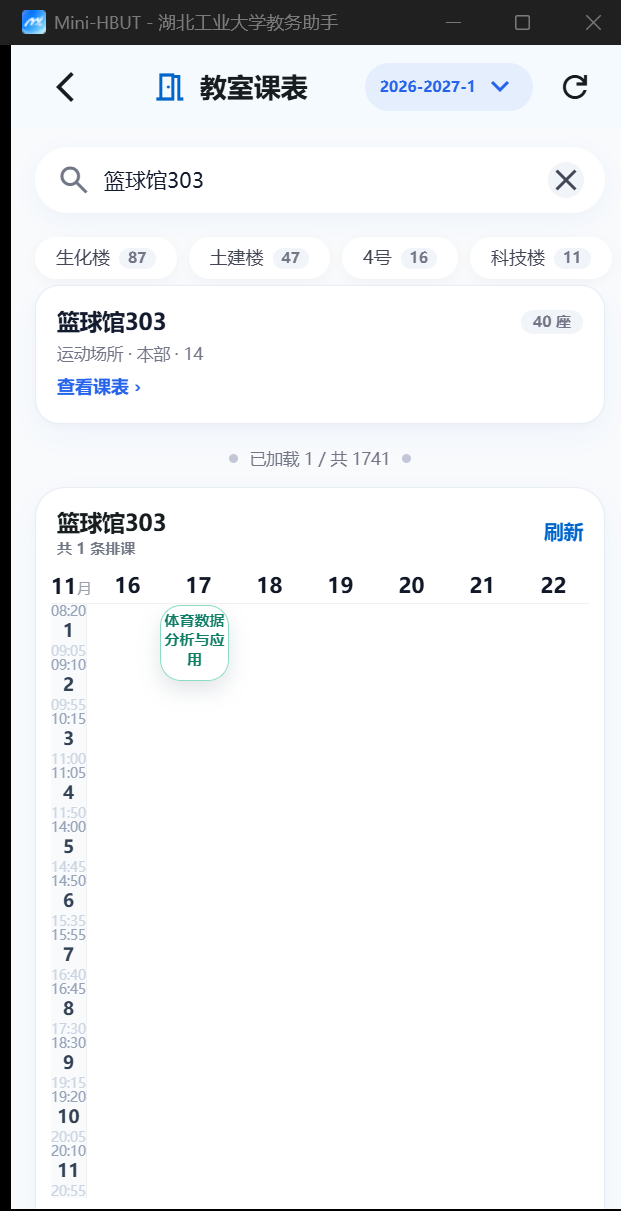 Mini-HBUT - 湖北工业大学教务助手
教室课表
2026-2027-1
篮球馆303
生化楼 87 土建楼 47 4号 16 科技楼 11
篮球馆303 40 座
运动场所 · 本部 · 14
查看课表 ›
已加载 1 / 共 1741
篮球馆303
共 1 条排课
刷新
11月 16 17 18 19 20 21 22
08:20
1
09:05
体育数据
分析与应
用
09:10
2
09:55
10:15
3
11:00
11:05
4
11:50
14:00
5
14:45
14:50
6
15:35
15:55
7
16:40
16:45
8
17:30
18:30
9
19:15
19:20
10
20:05
20:10
11
20:55